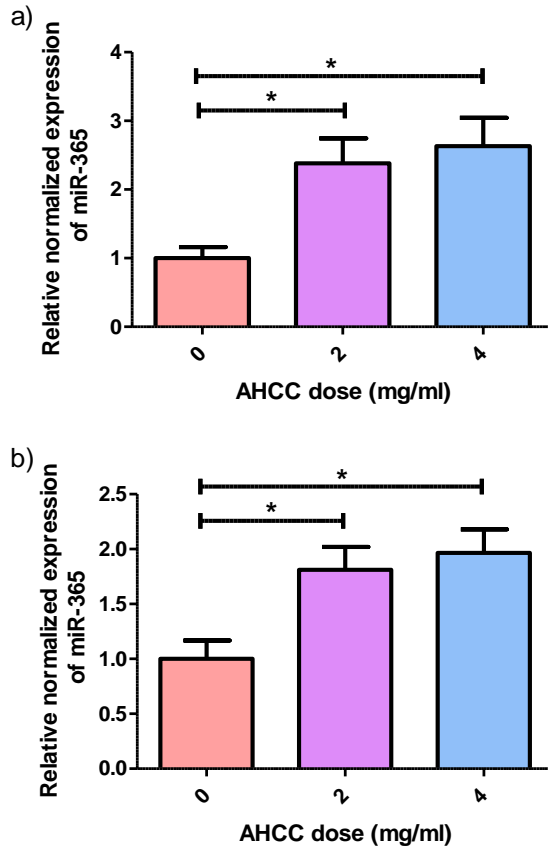 a)
Relative normalized expression
of miR-365
4
3
2
1
0
*
*
0
2
4
AHCC dose (mg/ml)
b)
Relative normalized expression
of miR-365
2.5
2.0
1.5
1.0
0.5
0.0
*
*
0
2
4
AHCC dose (mg/ml)